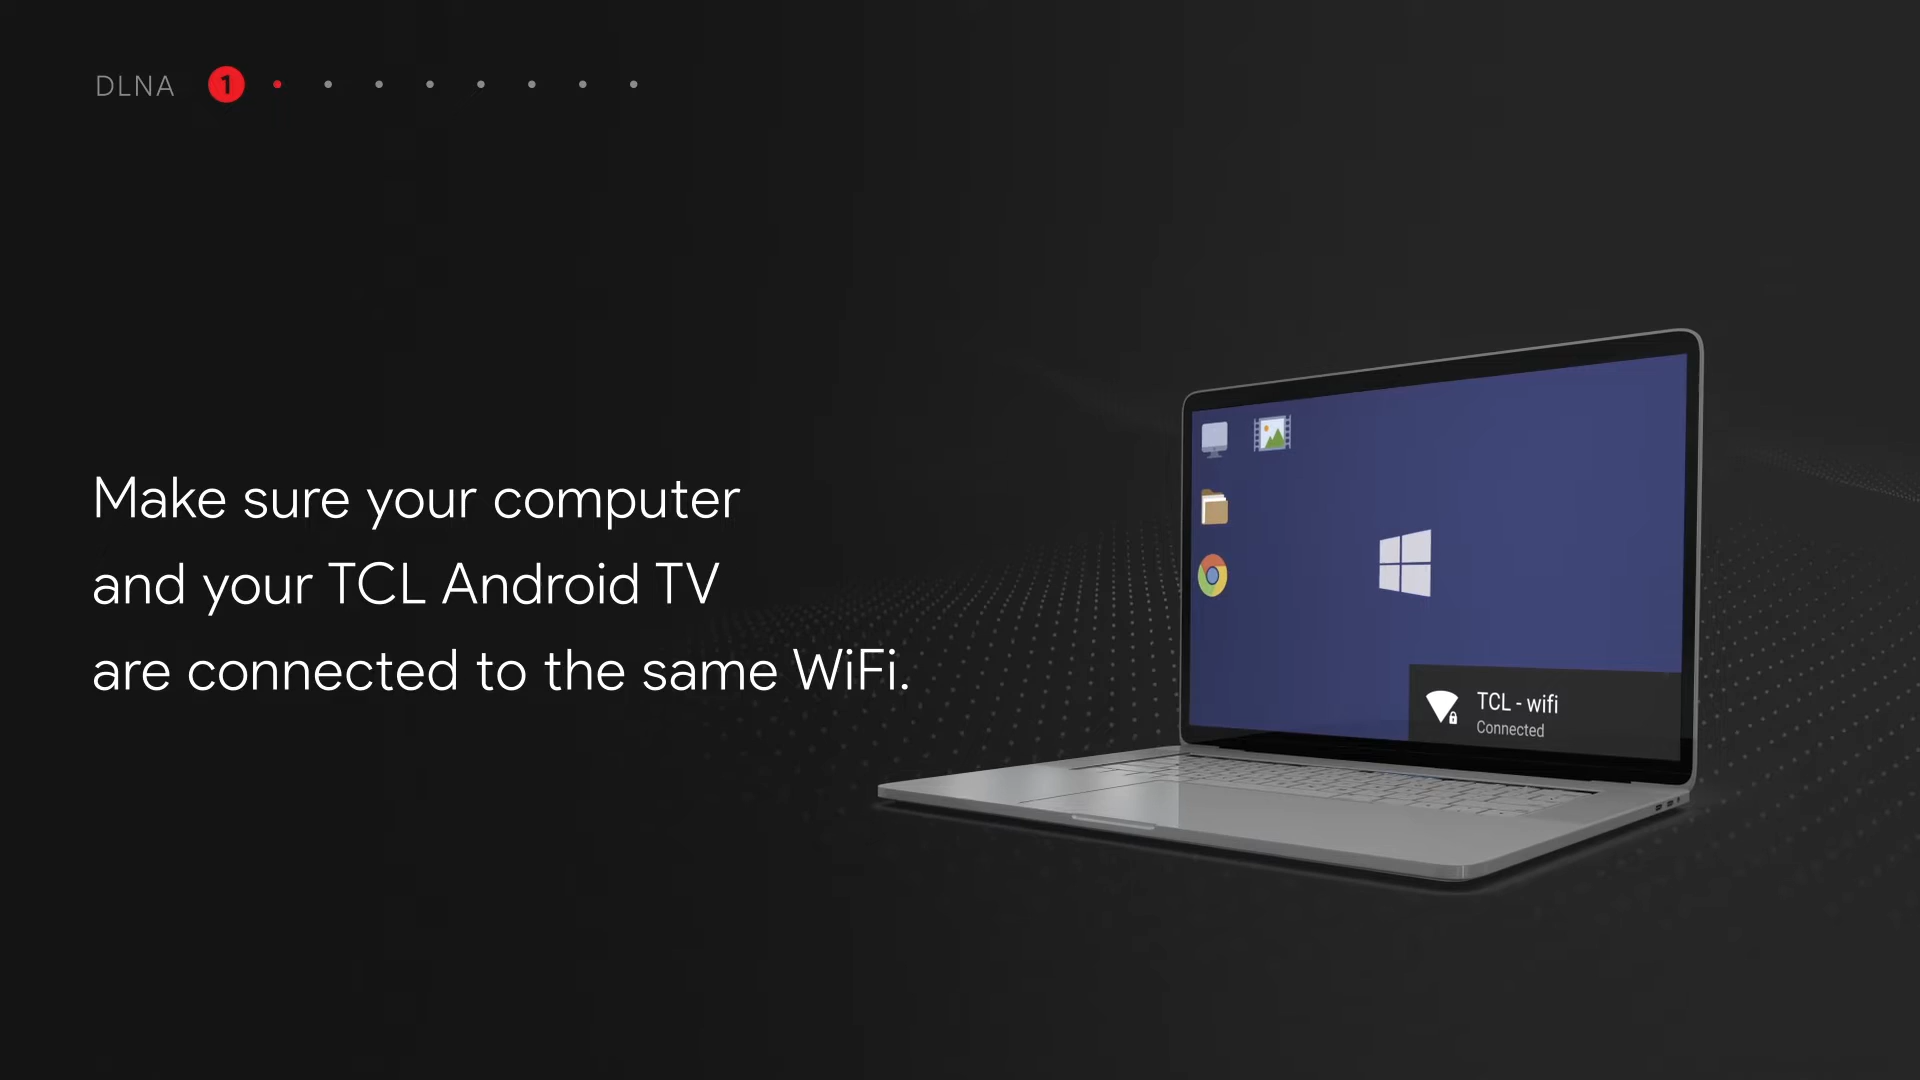 DLNA 1
Make sure your computer
and your TCL Android TV
are connected to the same WiFi.
TCL - wifi
Connected